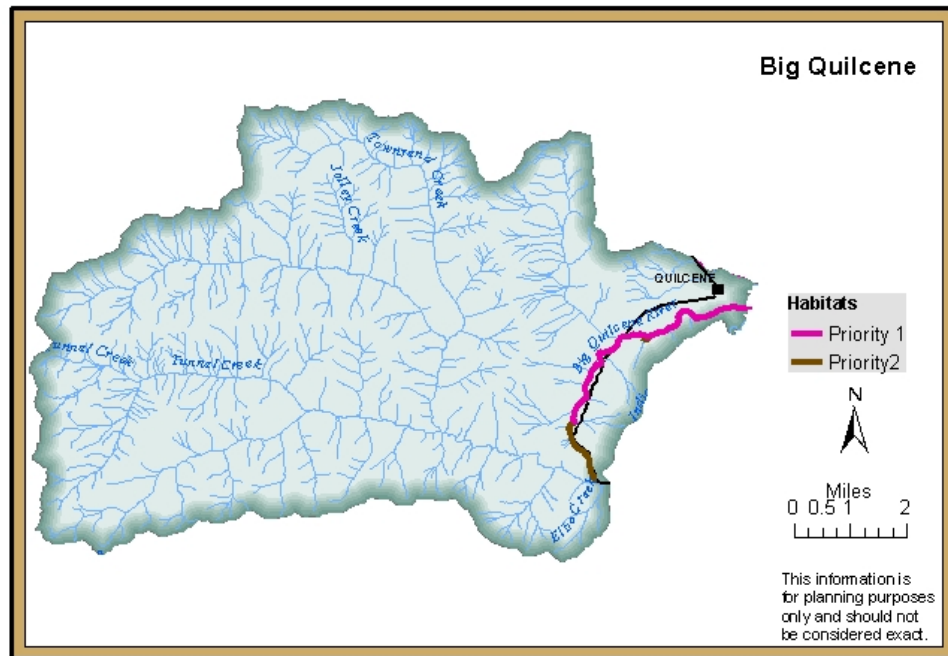 Big Quilcene
Townsend Creek
Jolley Creek
QUILCENE
Big Quilcene River
Tunnel Creek
Creek
Elbo Creek
Habitats
Priority 1
Priority2
N
Miles
0 0.5 1 2
This information is
for planning purposes
only and should not
be considered exact.